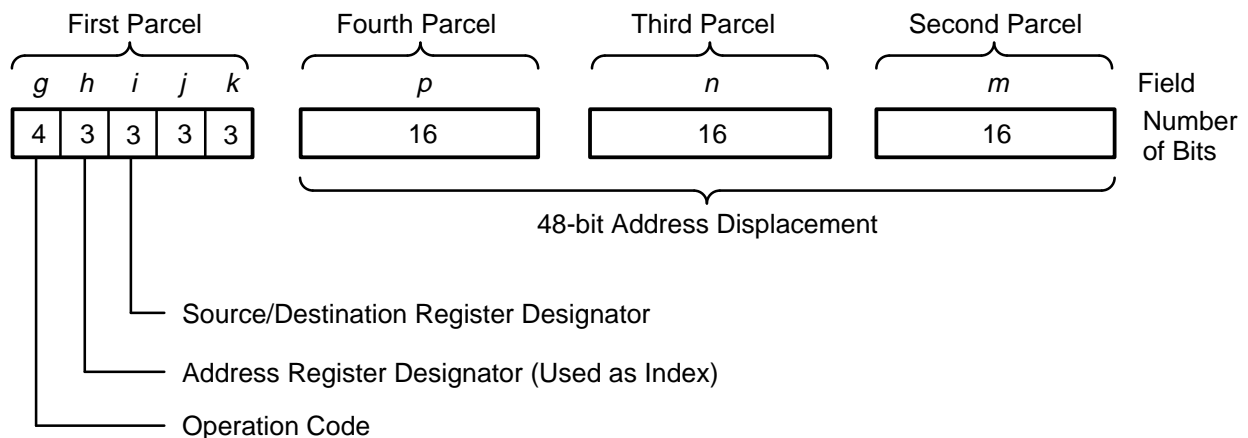 First Parcel Fourth Parcel Third Parcel Second Parcel
g h i j k p n m Field
4 3 3 3 3 16 16 16 Number of Bits
48-bit Address Displacement
Source/Destination Register Designator
Address Register Designator (Used as Index)
Operation Code